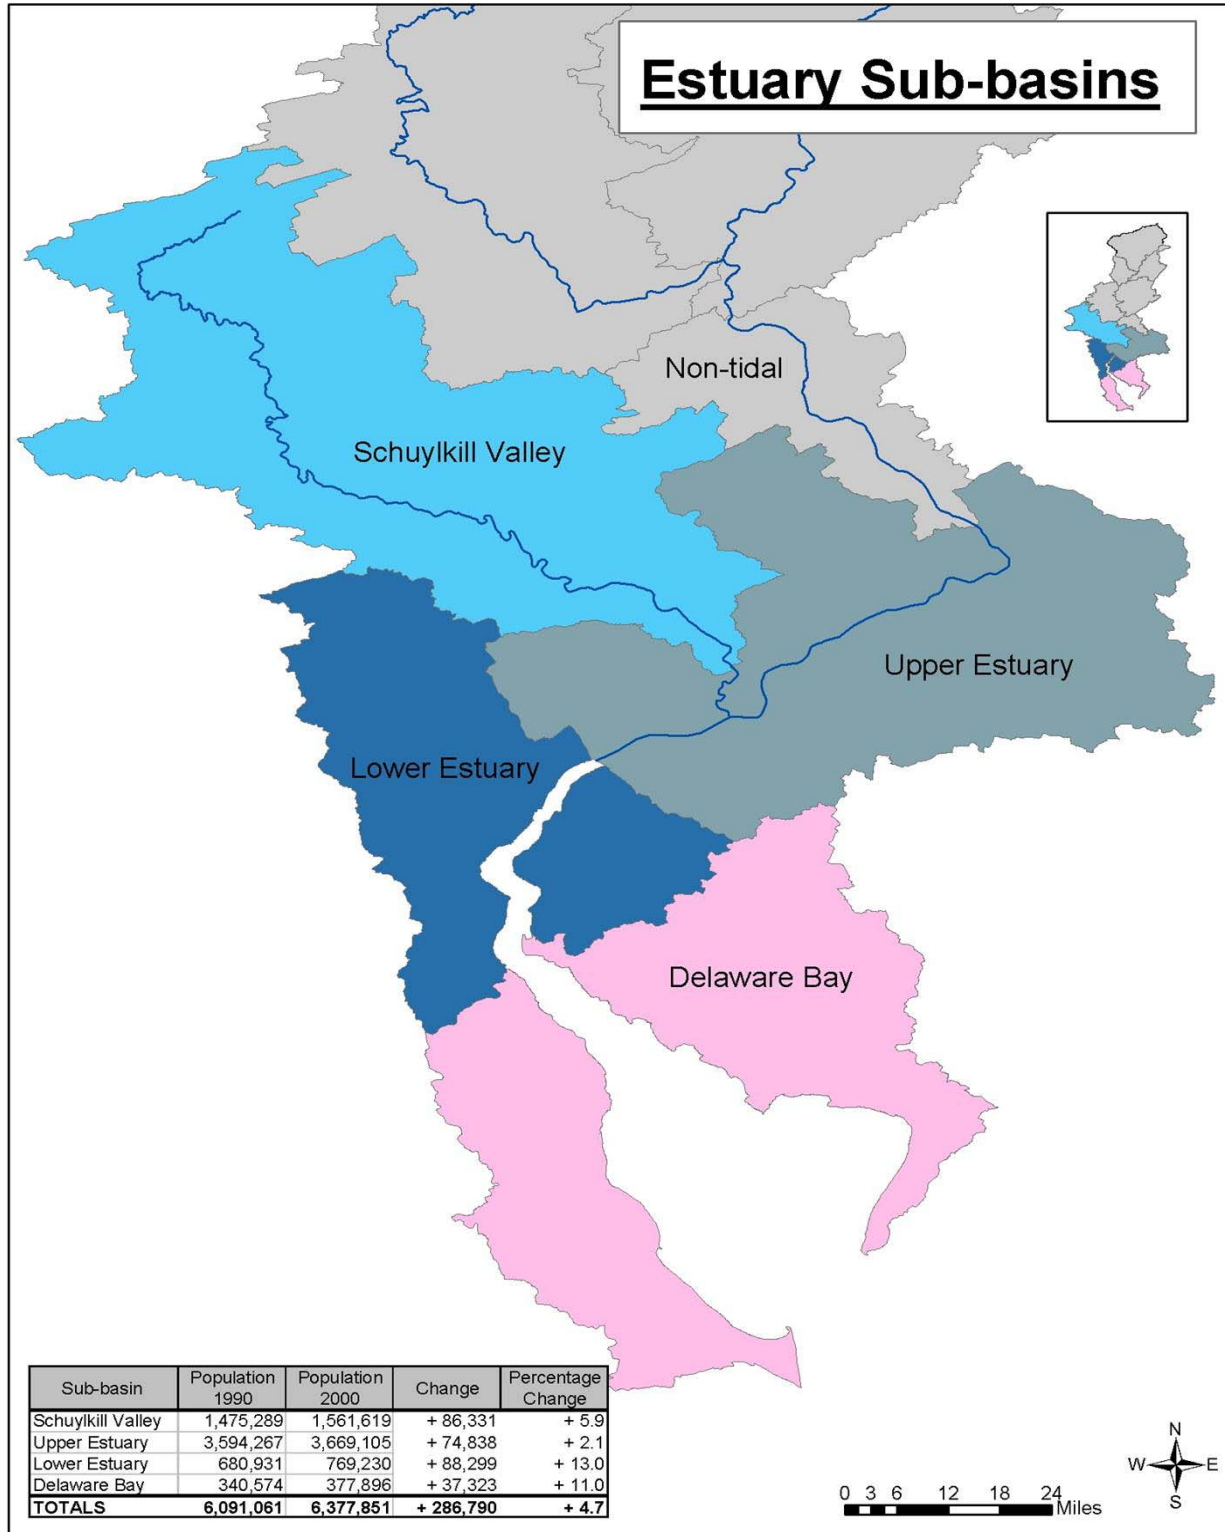 Estuary Sub-basins
Non-tidal
Schuylkill Valley
Upper Estuary
Lower Estuary
Delaware Bay
Sub-basin Population 1990 Population 2000 Change Percentage Change
Schuylkill Valley 1,475,289 1,561,619 + 86,331 + 5.9
Upper Estuary 3,594,267 3,669,105 + 74,838 + 2.1
Lower Estuary 680,931 769,230 + 88,299 + 13.0
Delaware Bay 340,574 377,896 + 37,323 + 11.0
TOTALS 6,091,061 6,377,851 + 286,790 + 4.7
N
W E
S
0 3 6 12 18 24
Miles